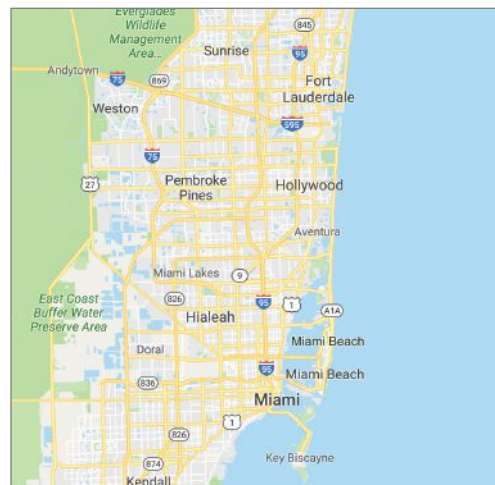 Everglades
Wildlife
Management
Area...
845
Sunrise
95
Andytown
75
869
Fort
Lauderdale
Weston
595
75
27
Pembroke
Pines
Hollywood
Aventura
Miami Lakes
9
826
95
1
A1A
East Coast
Buffer Water
Preserve Area
Hialeah
Miami Beach
Doral
95
Miami Beach
836
Miami
1
826
Key Biscayne
874
Kendall